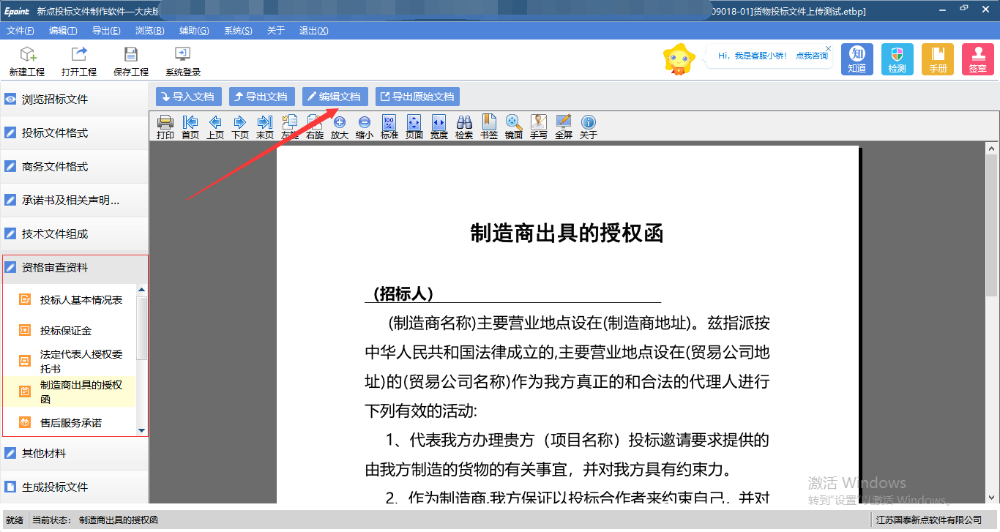 Epoint 新点投标文件制作软件—大庆版 09018-01]货物投标文件上传测试.etbp]
文件(F) 编辑(T) 导出(E) 浏览(B) 辅助(G) 系统(S) 关于 退出(X)
新建工程 打开工程 保存工程 系统登录
Hi，我是客服小桥！ 点我咨询
知 知道 检测 手册 签章
导入文档 导出文档 编辑文档 导出原始文档
打印 首页 上页 下页 末页 左旋 右旋 放大 缩小 100% 标准 页面 宽度 检索 书签 镜面 手写 全屏 关于
浏览招标文件
投标文件格式
商务文件格式
承诺书及相关声明...
技术文件组成
资格审查资料
投标人基本情况表
投标保证金
法定代表人授权委
托书
制造商出具的授权
函
售后服务承诺
其他材料
生成投标文件
制造商出具的授权函
（招标人）
(制造商名称)主要营业地点设在(制造商地址)。兹指派按
中华人民共和国法律成立的,主要营业地点设在(贸易公司地
址)的(贸易公司名称)作为我方真正的和合法的代理人进行
下列有效的活动:
1、代表我方办理贵方（项目名称）投标邀请要求提供的
由我方制造的货物的有关事宜，并对我方具有约束力。
2、作为制造商,我方保证以投标合作者来约束自己，并对
激活 Windows
转到“设置”以激活 Windows。
就绪 当前状态： 制造商出具的授权函 江苏国泰新点软件有限公司